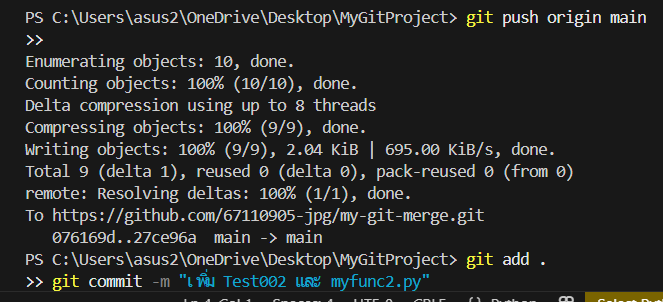 PS C:\Users\asus2\OneDrive\Desktop\MyGitProject> git push origin main
>>
Enumerating objects: 10, done.
Counting objects: 100% (10/10), done.
Delta compression using up to 8 threads
Compressing objects: 100% (9/9), done.
Writing objects: 100% (9/9), 2.04 KiB | 695.00 KiB/s, done.
Total 9 (delta 1), reused 0 (delta 0), pack-reused 0 (from 0)
remote: Resolving deltas: 100% (1/1), done.
To https://github.com/67110905-jpg/my-git-merge.git
076169d..27ce96a  main -> main
PS C:\Users\asus2\OneDrive\Desktop\MyGitProject> git add .
>> git commit -m "เพิ่ม Test002 และ myfunc2.py"